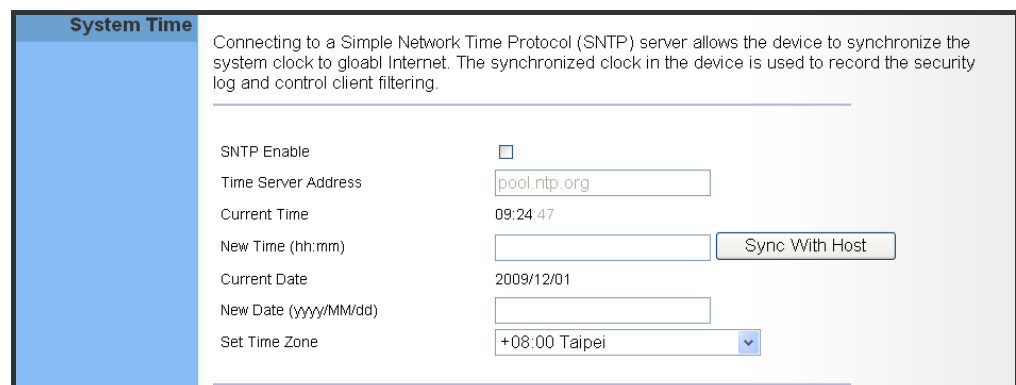 System Time
Connecting to a Simple Network Time Protocol (SNTP) server allows the device to synchronize the
system clock to gloabl Internet. The synchronized clock in the device is used to record the security
log and control client filtering.
SNTP Enable
Time Server Address pool.ntp.org
Current Time 09:24:47
New Time (hh:mm) Sync With Host
Current Date 2009/12/01
New Date (yyyy/MM/dd)
Set Time Zone +08:00 Taipei